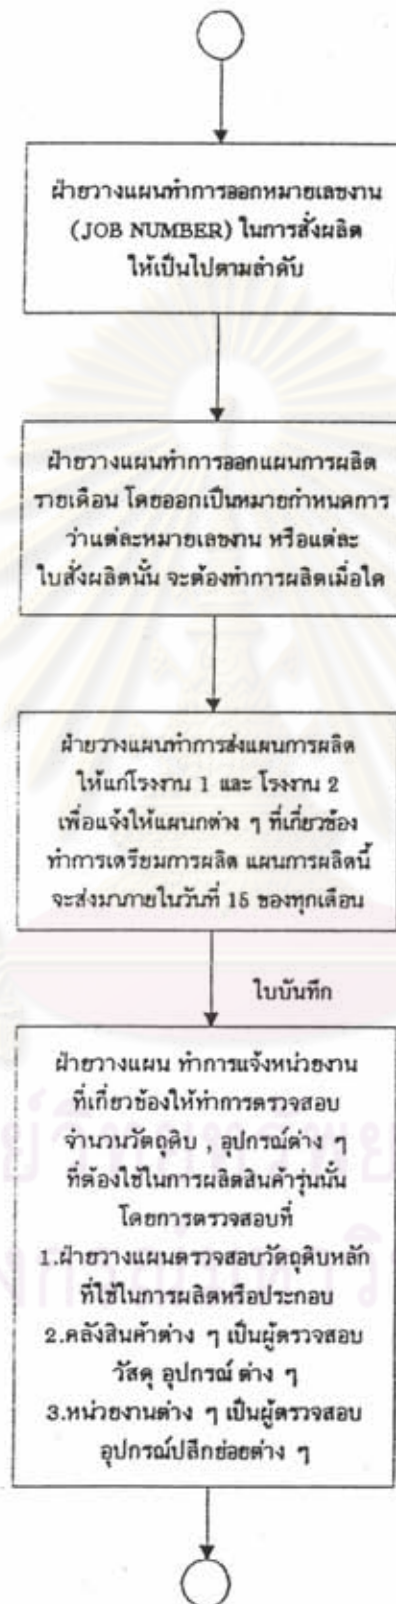 ฝ่ายวางแผนทำการออกหมายเลขงาน
(JOB NUMBER) ในการสั่งผลิต
ให้เป็นไปตามลำดับ
ฝ่ายวางแผนทำการออกแผนการผลิต
รายเดือน โดยออกเป็นหมายกำหนดการ
ว่าแต่ละหมายเลขงาน หรือแต่ละ
ใบสั่งผลิตนั้น จะต้องทำการผลิตเมื่อใด
ฝ่ายวางแผนทำการส่งแผนการผลิต
ให้แก่โรงงาน 1 และ โรงงาน 2
เพื่อแจ้งให้แผนกต่าง ๆ ที่เกี่ยวข้อง
ทำการเตรียมการผลิต แผนการผลิตนี้
จะส่งมาภายในวันที่ 15 ของทุกเดือน
ใบบันทึก
ฝ่ายวางแผน ทำการแจ้งหน่วยงาน
ที่เกี่ยวข้องให้ทำการตรวจสอบ
จำนวนวัตถุดิบ , อุปกรณ์ต่าง ๆ
ที่ต้องใช้ในการผลิตสินค้ารุ่นนั้น
โดยการตรวจสอบที่
1.ฝ่ายวางแผนตรวจสอบวัตถุดิบหลัก
ที่ใช้ในการผลิตหรือประกอบ
2.คลังสินค้าต่าง ๆ เป็นผู้ตรวจสอบ
วัสดุ อุปกรณ์ ต่าง ๆ
3.หน่วยงานต่าง ๆ เป็นผู้ตรวจสอบ
อุปกรณ์ปลีกย่อยต่าง ๆ